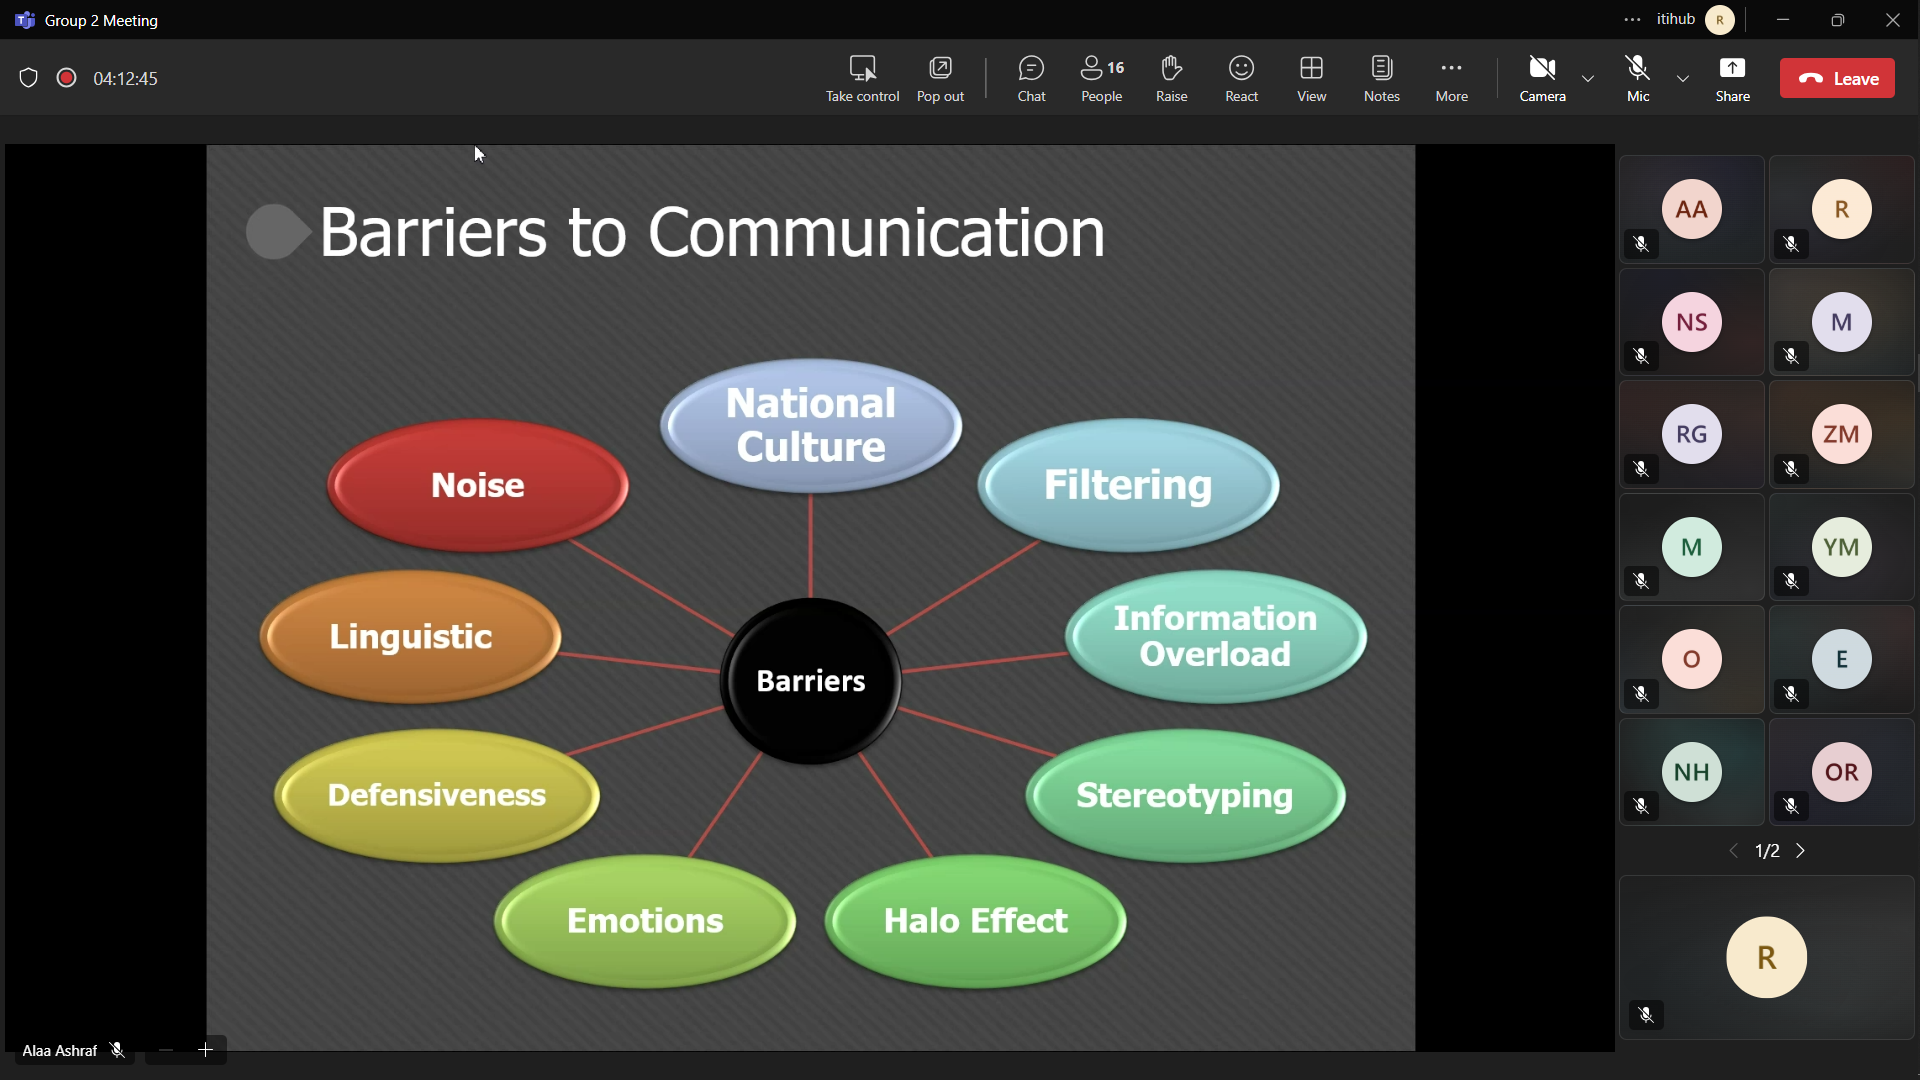 Group 2 Meeting
itihub R
04:12:45
Take control
Pop out
Chat
16
People
Raise
React
View
Notes
More
Camera
Mic
Share
Leave
Barriers to Communication
National
Culture
Noise
Filtering
Linguistic
Information
Overload
Barriers
Defensiveness
Stereotyping
Emotions
Halo Effect
AA
R
NS
M
RG
ZM
M
YM
O
E
NH
OR
1/2
R
Alaa Ashraf